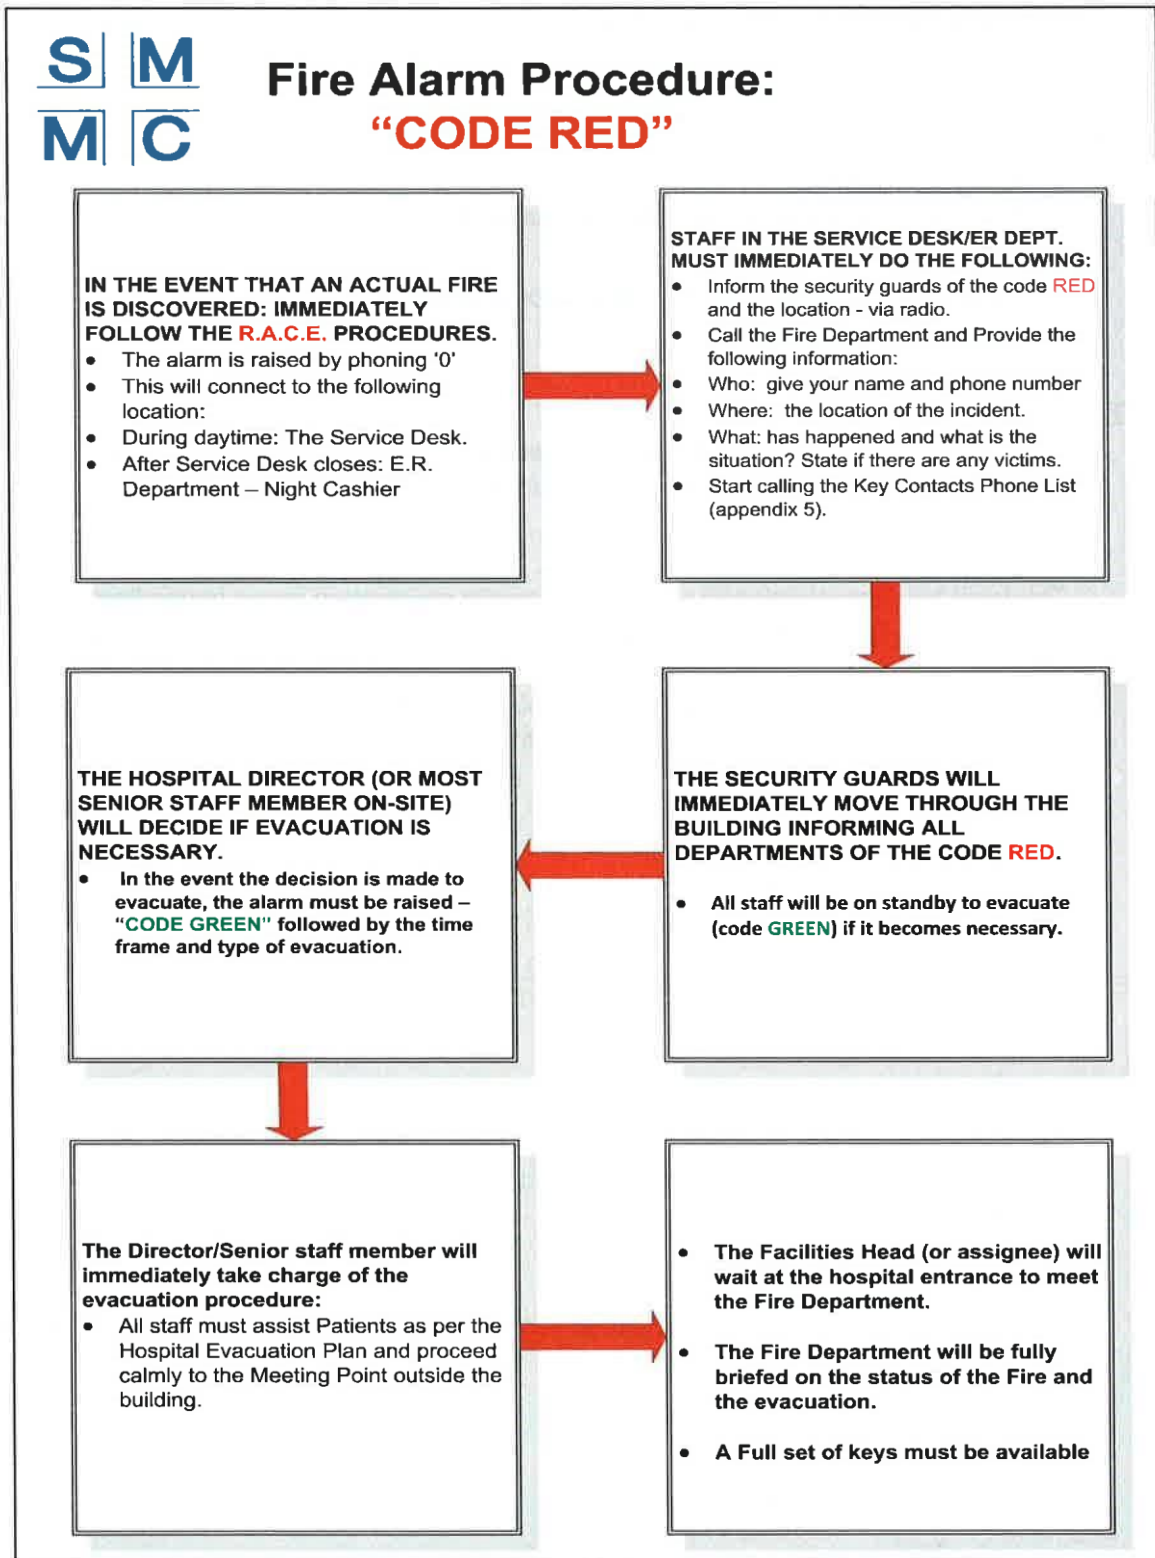 S M
M C
Fire Alarm Procedure:
“CODE RED”
IN THE EVENT THAT AN ACTUAL FIRE
IS DISCOVERED: IMMEDIATELY
FOLLOW THE R.A.C.E. PROCEDURES.
• The alarm is raised by phoning '0'
• This will connect to the following
location:
• During daytime: The Service Desk.
• After Service Desk closes: E.R.
Department – Night Cashier
STAFF IN THE SERVICE DESK/ER DEPT.
MUST IMMEDIATELY DO THE FOLLOWING:
• Inform the security guards of the code RED
and the location - via radio.
• Call the Fire Department and Provide the
following information:
• Who: give your name and phone number
• Where: the location of the incident.
• What: has happened and what is the
situation? State if there are any victims.
• Start calling the Key Contacts Phone List
(appendix 5).
THE SECURITY GUARDS WILL
IMMEDIATELY MOVE THROUGH THE
BUILDING INFORMING ALL
DEPARTMENTS OF THE CODE RED.
• All staff will be on standby to evacuate
(code GREEN) if it becomes necessary.
THE HOSPITAL DIRECTOR (OR MOST
SENIOR STAFF MEMBER ON-SITE)
WILL DECIDE IF EVACUATION IS
NECESSARY.
• In the event the decision is made to
evacuate, the alarm must be raised –
“CODE GREEN” followed by the time
frame and type of evacuation.
The Director/Senior staff member will
immediately take charge of the
evacuation procedure:
• All staff must assist Patients as per the
Hospital Evacuation Plan and proceed
calmly to the Meeting Point outside the
building.
• The Facilities Head (or assignee) will
wait at the hospital entrance to meet
the Fire Department.
• The Fire Department will be fully
briefed on the status of the Fire and
the evacuation.
• A Full set of keys must be available